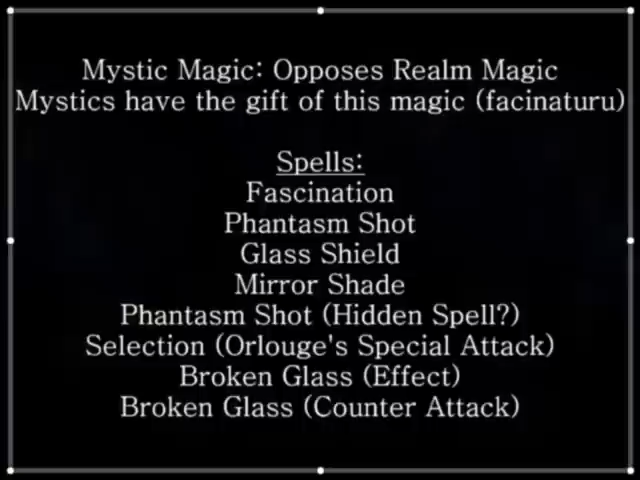 Mystic Magic: Opposes Realm Magic
Mystics have the gift of this magic (facinaturu)
Spells:
Fascination
Phantasm Shot
Glass Shield
Mirror Shade
Phantasm Shot (Hidden Spell?)
Selection (Orlouge's Special Attack)
Broken Glass (Effect)
Broken Glass (Counter Attack)